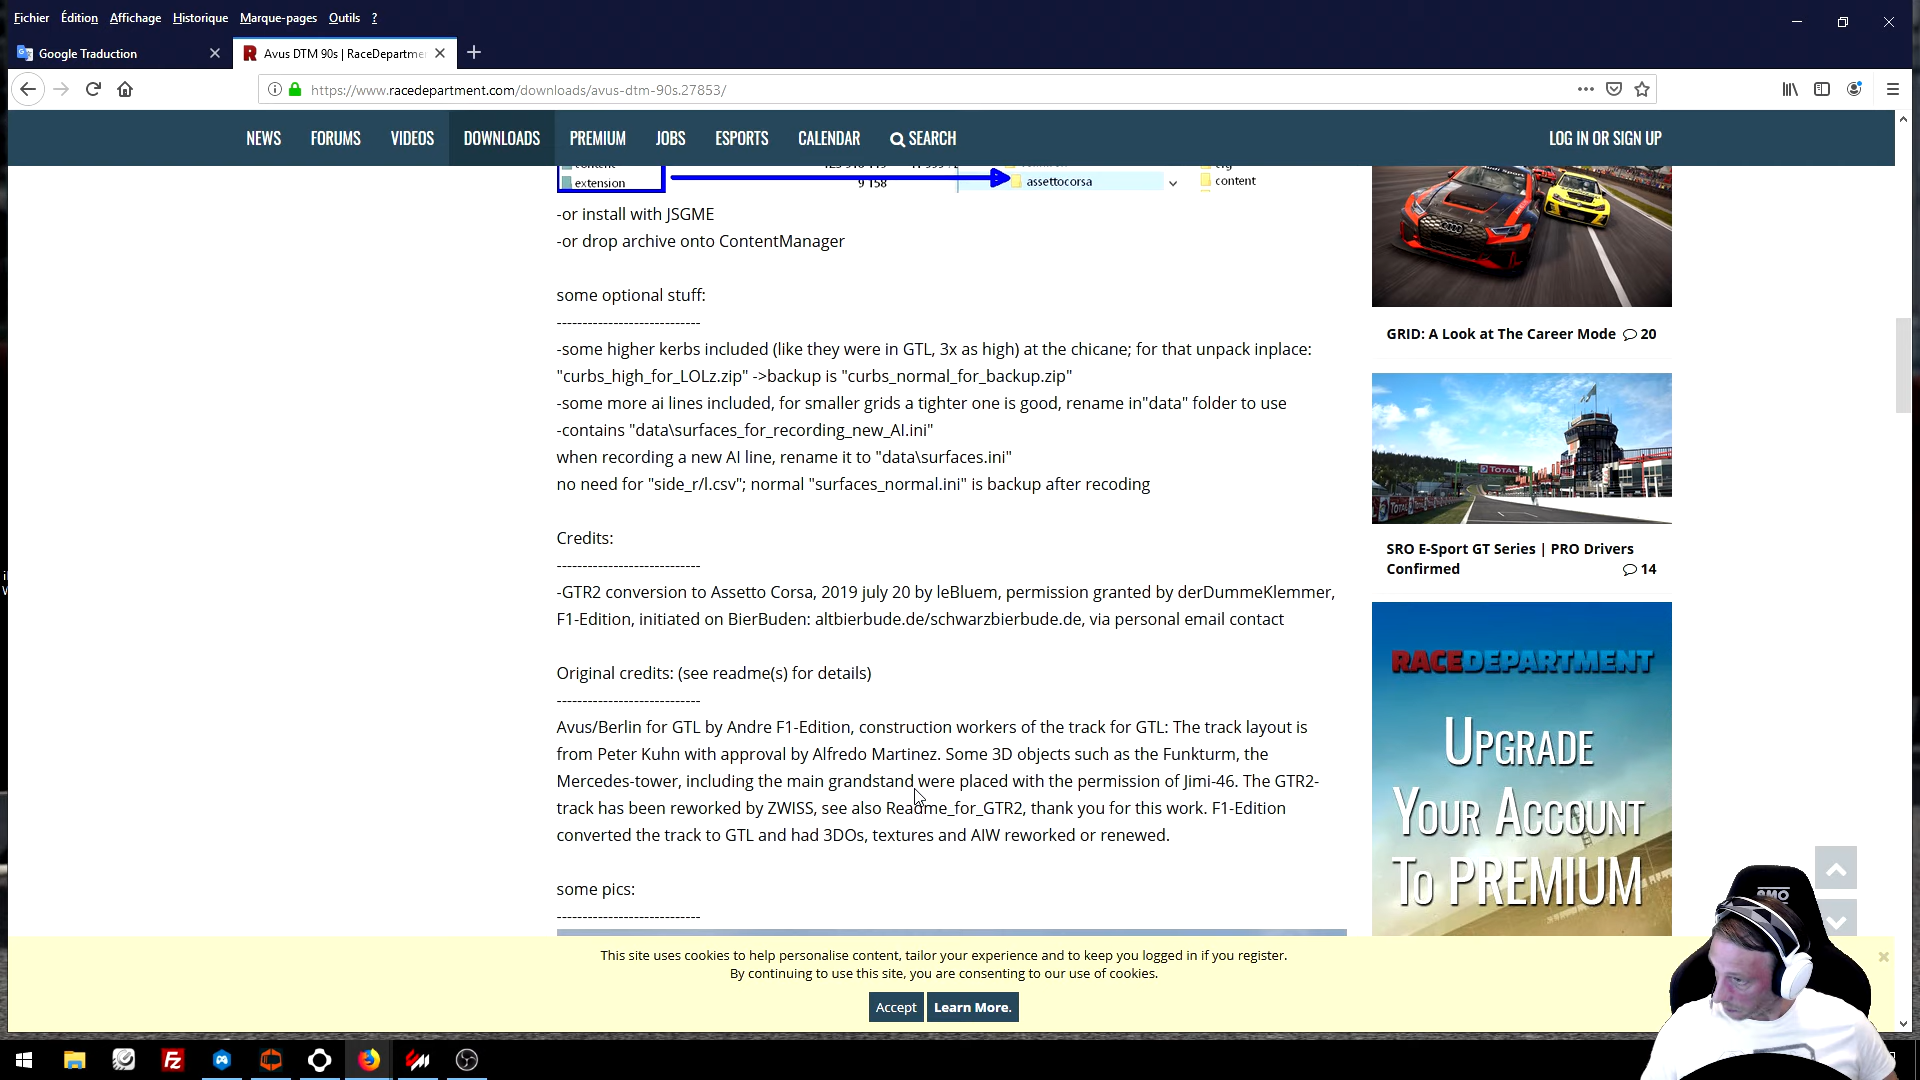 Fichier Édition Affichage Historique Marque-pages Outils ?
Google Traduction
Avus DTM 90s | RaceDepartme
https://www.racedepartment.com/downloads/avus-dtm-90s.27853/
NEWS FORUMS VIDEOS DOWNLOADS PREMIUM JOBS ESPORTS CALENDAR SEARCH
LOG IN OR SIGN UP
extension
9 158
assettocorsa
content
-or install with JSGME
-or drop archive onto ContentManager
some optional stuff:
----------------------------
-some higher kerbs included (like they were in GTL, 3x as high) at the chicane; for that unpack inplace:
"curbs_high_for_LOLz.zip" ->backup is "curbs_normal_for_backup.zip"
-some more ai lines included, for smaller grids a tighter one is good, rename in"data" folder to use
-contains "data\surfaces_for_recording_new_AI.ini"
when recording a new AI line, rename it to "data\surfaces.ini"
no need for "side_r/l.csv"; normal "surfaces_normal.ini" is backup after recoding
Credits:
----------------------------
-GTR2 conversion to Assetto Corsa, 2019 july 20 by leBluem, permission granted by derDummeKlemmer,
F1-Edition, initiated on BierBuden: altbierbude.de/schwarzbierbude.de, via personal email contact
Original credits: (see readme(s) for details)
----------------------------
Avus/Berlin for GTL by Andre F1-Edition, construction workers of the track for GTL: The track layout is
from Peter Kuhn with approval by Alfredo Martinez. Some 3D objects such as the Funkturm, the
Mercedes-tower, including the main grandstand were placed with the permission of Jimi-46. The GTR2-
track has been reworked by ZWISS, see also Readme_for_GTR2, thank you for this work. F1-Edition
converted the track to GTL and had 3DOs, textures and AIW reworked or renewed.
some pics:
----------------------------
GRID: A Look at The Career Mode 20
TOTAL
SRO E-Sport GT Series | PRO Drivers
Confirmed 14
RACEDEPARTMENT
UPGRADE
YOUR ACCOUNT
TO PREMIUM
This site uses cookies to help personalise content, tailor your experience and to keep you logged in if you register.
By continuing to use this site, you are consenting to our use of cookies.
Accept Learn More.